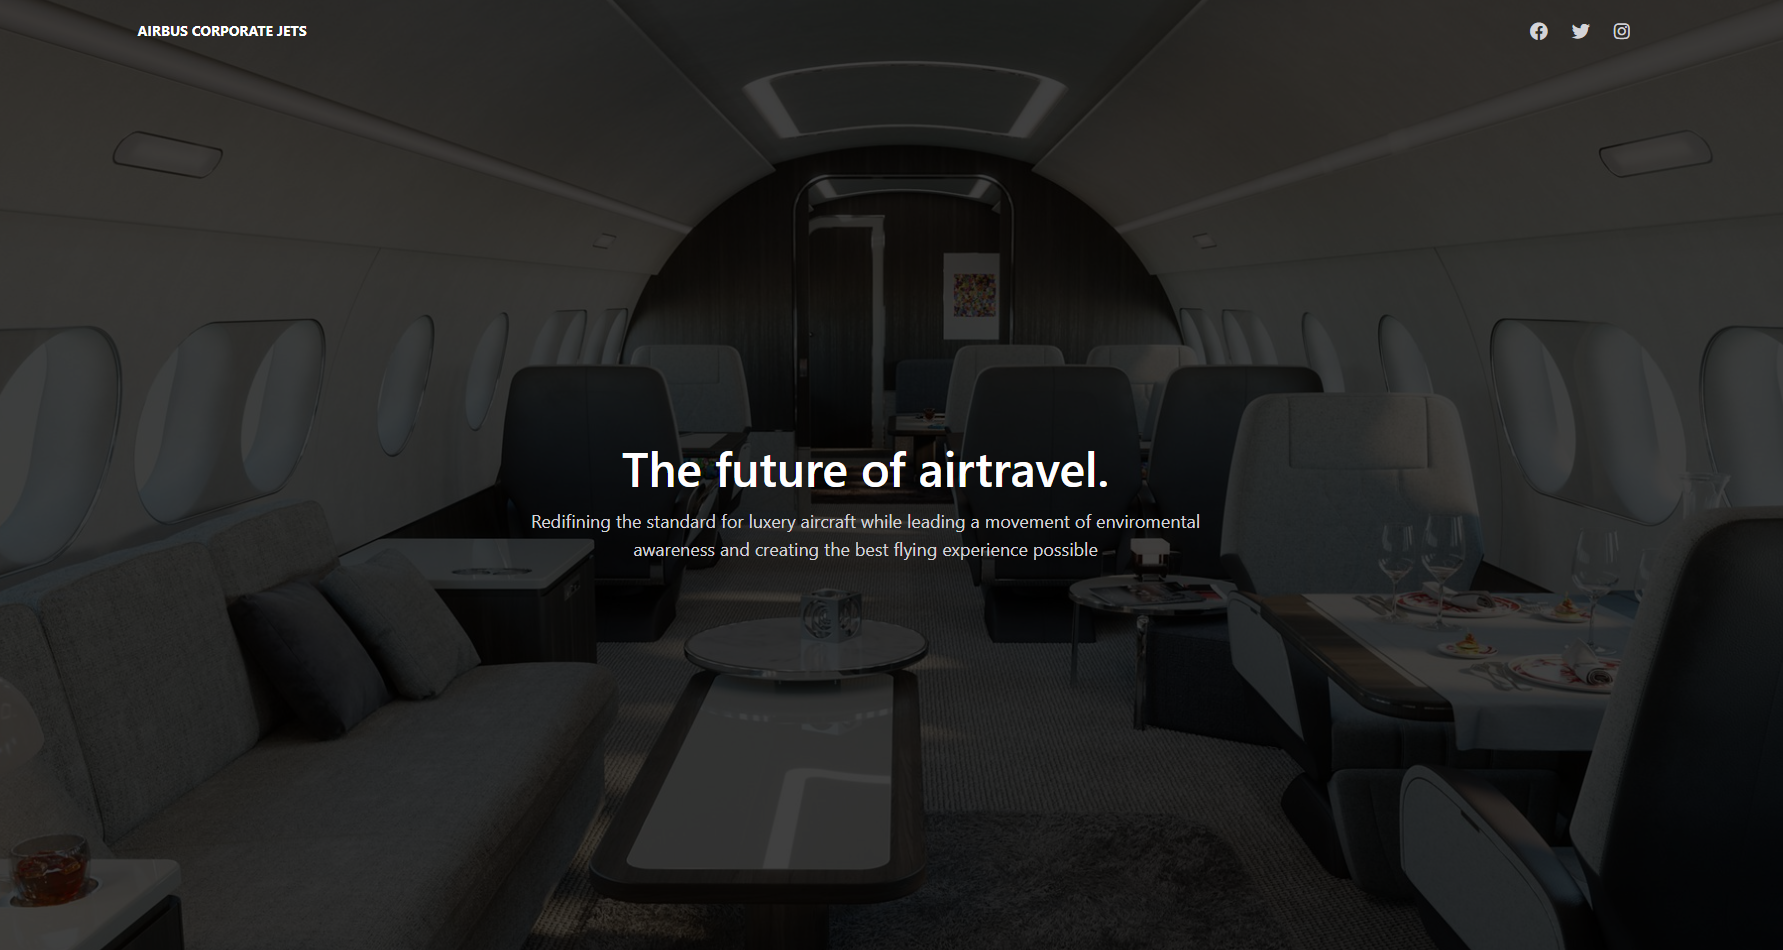 AIRBUS CORPORATE JETS
The future of airtravel.
Redifining the standard for luxery aircraft while leading a movement of enviromental
awareness and creating the best flying experience possible